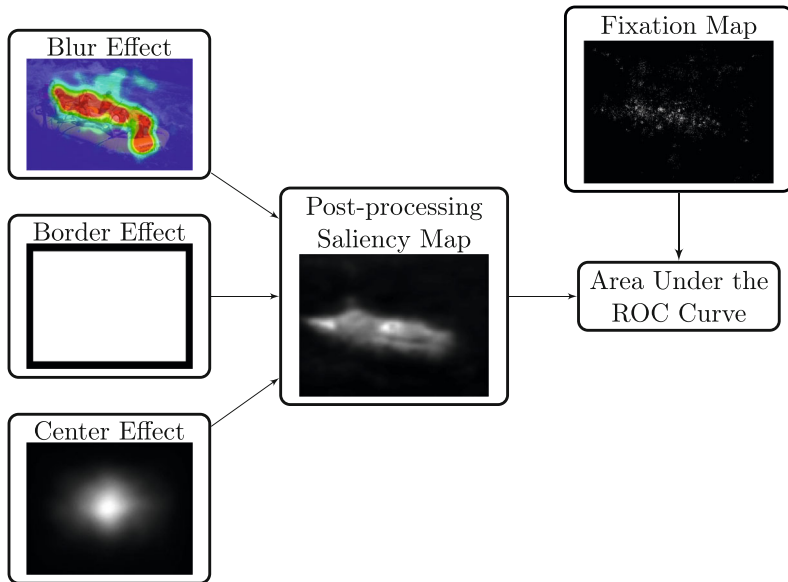 Blur Effect
Border Effect
Center Effect
Post-processing
Saliency Map
Fixation Map
Area Under the
ROC Curve